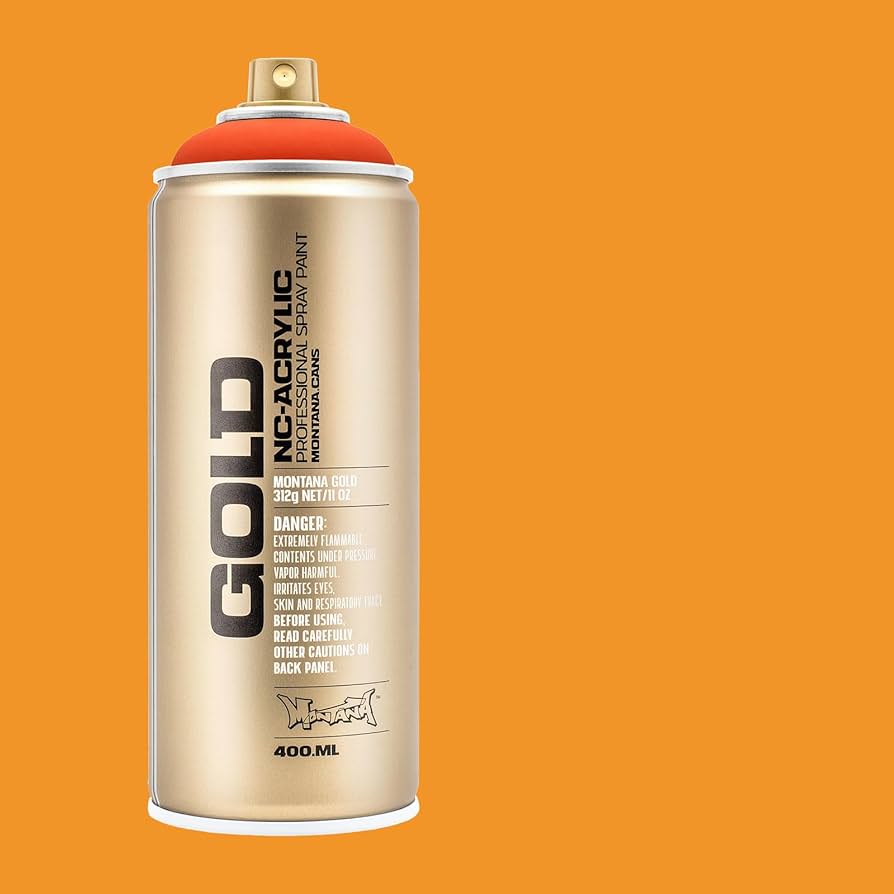 GOLD
NC-ACRYLIC
PROFESSIONAL SPRAY PAINT
MONTANA.CANS
MONTANA GOLD
312g NET/11 OZ
DANGER:
EXTREMELY FLAMMABLE
CONTENTS UNDER PRESSURE
VAPOR HARMFUL.
IRRITATES EYES,
SKIN AND RESPIRATORY TRACT
BEFORE USING,
READ CAREFULLY
OTHER CAUTIONS ON
BACK PANEL.
MONTANA™
400.ML